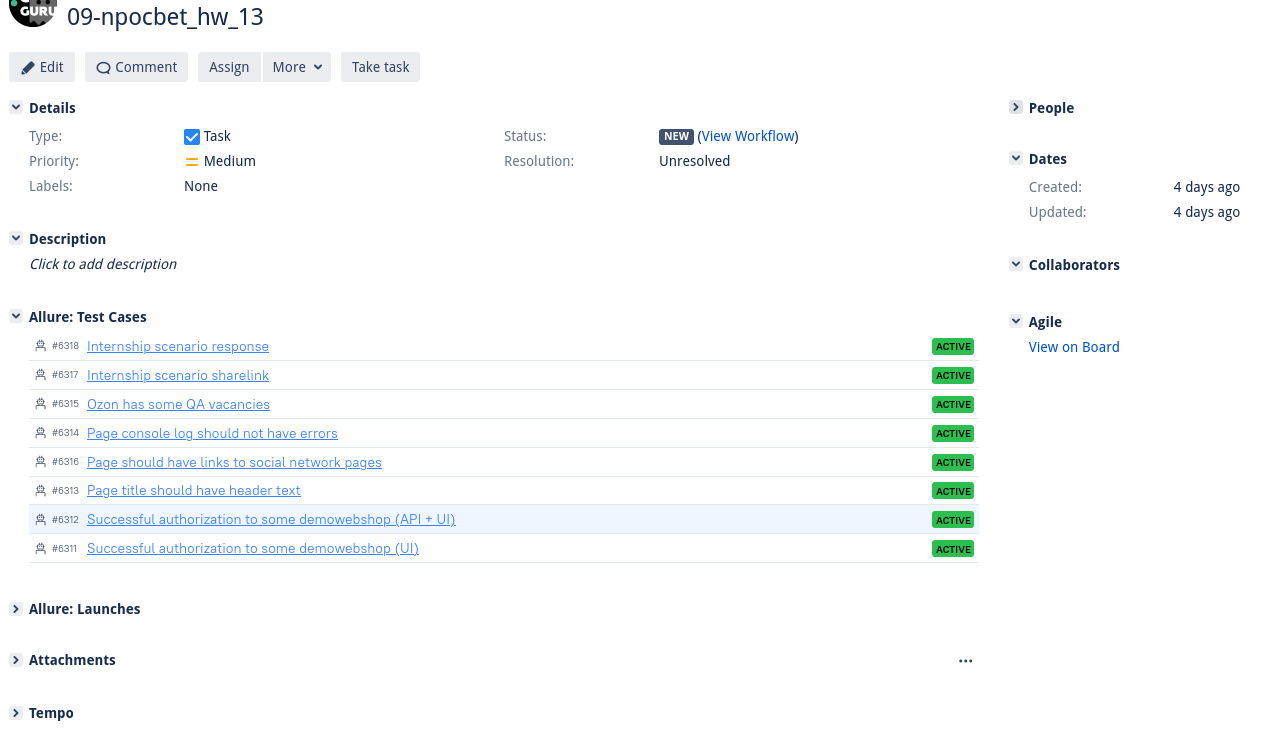 GURU
09-npocbet_hw_13
Edit
Comment
Assign
More
Take task
Details
Type:
Task
Status:
NEW (View Workflow)
Priority:
Medium
Resolution:
Unresolved
Labels:
None
Description
Click to add description
Allure: Test Cases
#6318 Internship scenario response ACTIVE
#6317 Internship scenario sharelink ACTIVE
#6315 Ozon has some QA vacancies ACTIVE
#6314 Page console log should not have errors ACTIVE
#6316 Page should have links to social network pages ACTIVE
#6313 Page title should have header text ACTIVE
#6312 Successful authorization to some demowebshop (API + UI) ACTIVE
#6311 Successful authorization to some demowebshop (UI) ACTIVE
Allure: Launches
Attachments
Tempo
People
Dates
Created: 4 days ago
Updated: 4 days ago
Collaborators
Agile
View on Board